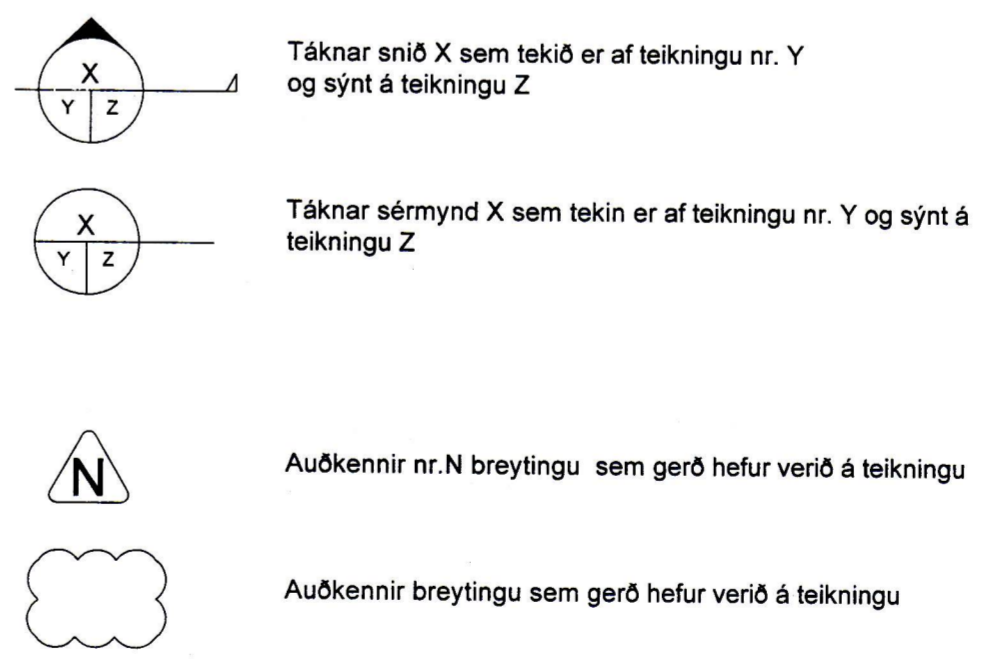 X
Y Z
Táknar snið X sem tekið er af teikningu nr. Y
og sýnt á teikningu Z
X
Y Z
Táknar sérmynd X sem tekin er af teikningu nr. Y og sýnt á
teikningu Z
N
Auðkennir nr.N breytingu sem gerð hefur verið á teikningu
Auðkennir breytingu sem gerð hefur verið á teikningu